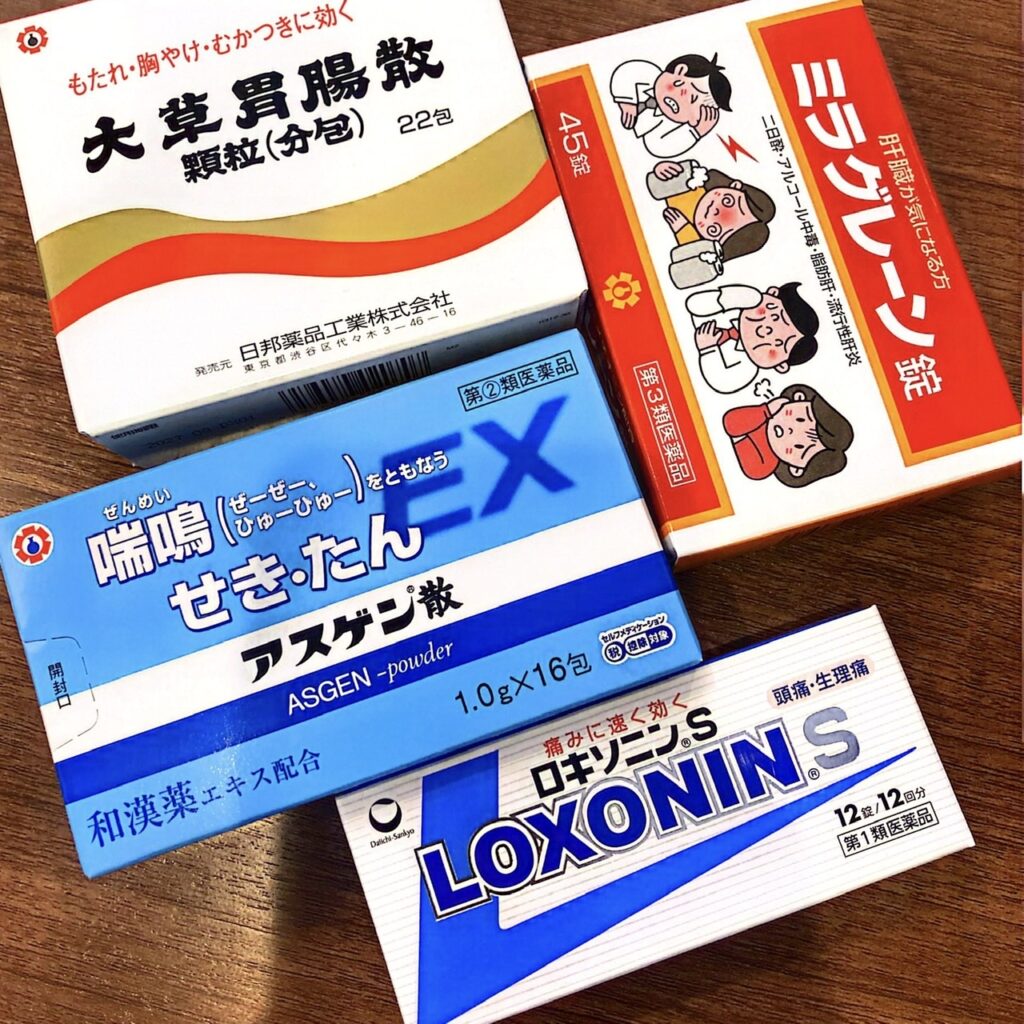 もたれ・胸やけ・むかつきに効く
大草胃腸散
顆粒(分包)
22包
発売元
日邦薬品工業株式会社
東京都渋谷区代々木3-46-16
肝臓が気になる方
ミラグレーン錠
二日酔・アルコール中毒・脂肪肝・流行性肝炎
45錠
第3類医薬品
第②類医薬品
EX
ぜんめい
喘鳴(ぜーぜー、ひゅーひゅー)をともなう
せき・たん
アスゲン®散
ASGEN -powder
1.0g×16包
セルフメディケーション
税 控除 対象
開封口
和漢薬エキス配合
頭痛・生理痛
痛みに速く効く
ロキソニン®S
LOXONIN®S
Daiichi-Sankyo
12錠/12回分
第1類医薬品